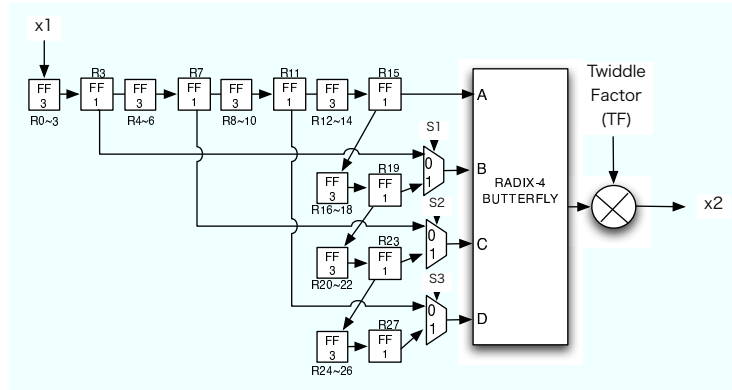 x1
R3
R7
R11
R15
FF
3
FF
1
FF
3
FF
1
FF
3
FF
1
FF
3
FF
1
R0~3
R4~6
R8~10
R12~14
A
Twiddle
Factor
(TF)
S1
0
1
B
R19
FF
3
FF
1
R16~18
RADIX-4
BUTTERFLY
x2
S2
0
1
C
R23
FF
3
FF
1
R20~22
S3
0
1
D
R27
FF
3
FF
1
R24~26